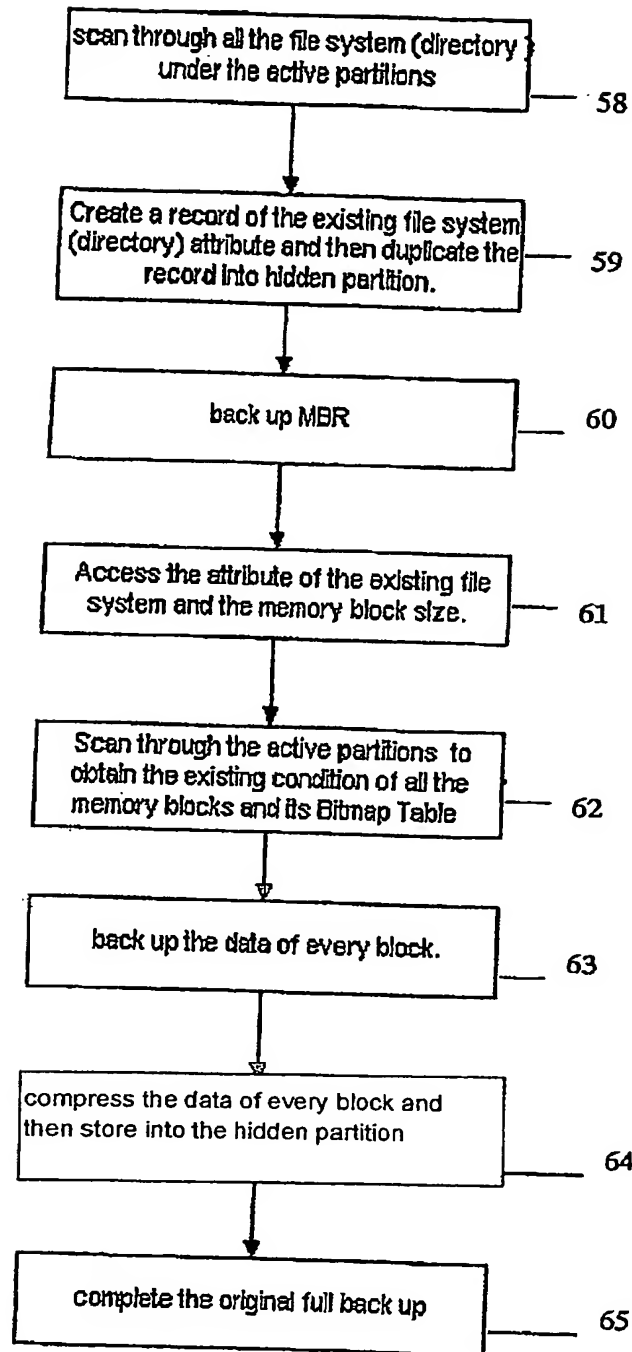 scan through all the file system (directory )
under the active partitions
58
Create a record of the existing file system
(directory) attribute and then duplicate the
record into hidden partition.
59
back up MBR
60
Access the attribute of the existing file
system and the memory block size.
61
Scan through the active partitions to
obtain the existing condition of all the
memory blocks and its Bitmap Table
62
back up the data of every block.
63
compress the data of every block and
then store into the hidden partition
64
complete the original full back up
65